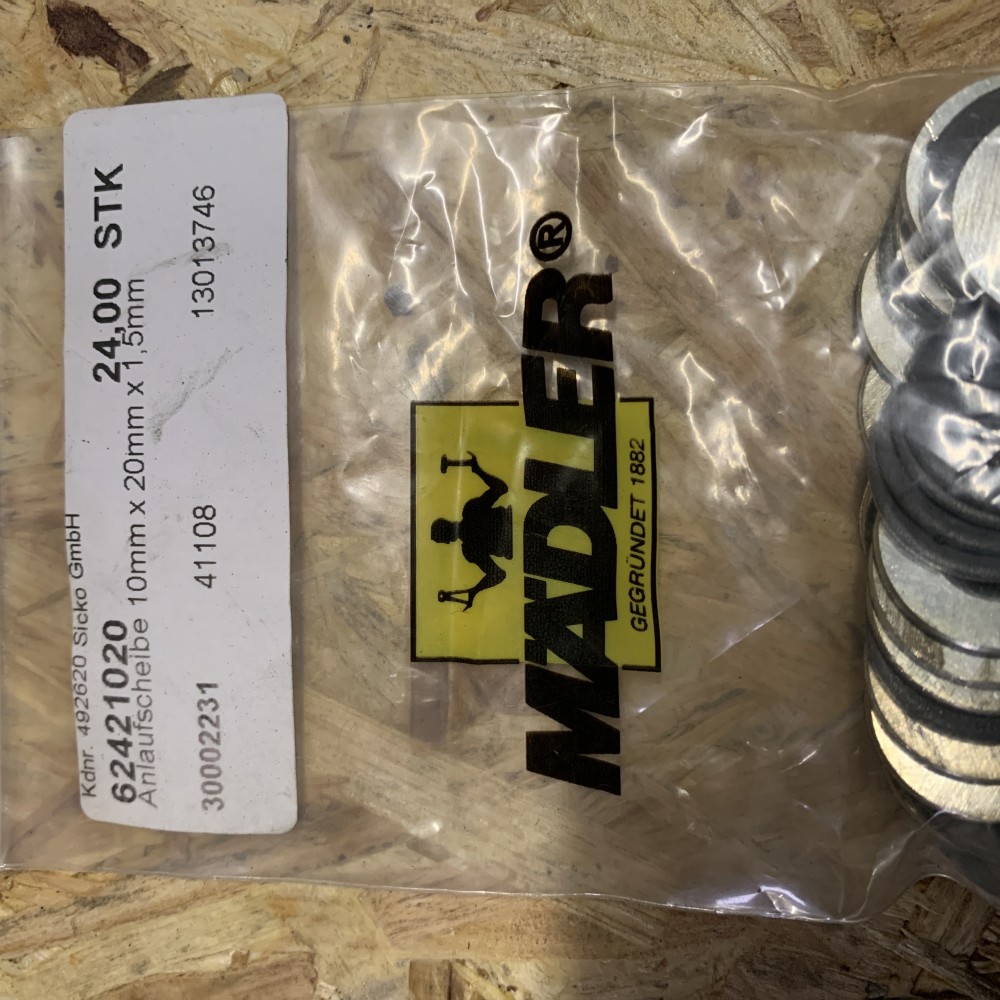 Kdnr. 492620 Sicko GmbH
62421020 24,00 STK
Anlaufscheibe 10mm x 20mm x 1,5mm
30002231 41108 13013746
MÄDLER®
GEGRÜNDET 1882